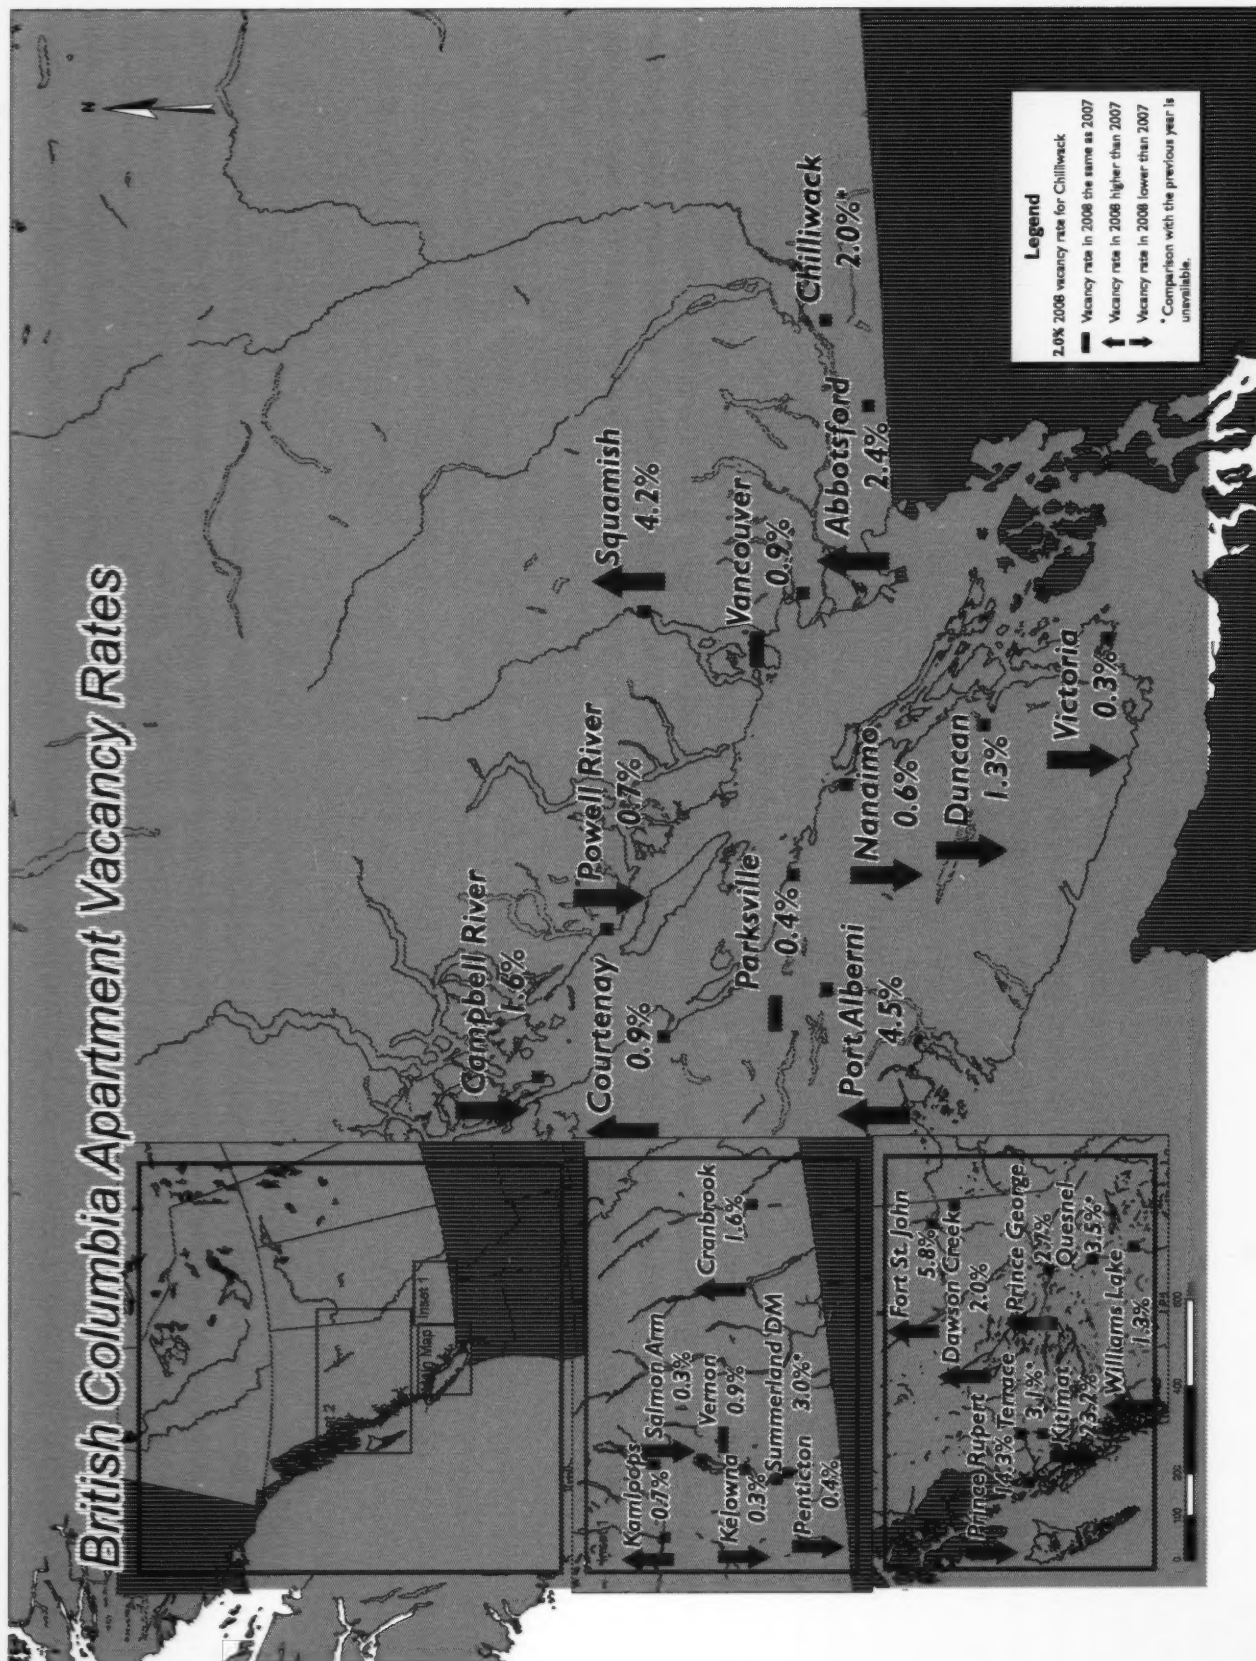 British Columbia Apartment Vacancy Rates
N
Campbell River
1.6%
Courtenay
0.9%
Powell River
0.7%
Squamish
4.2%
Parksville
0.4%
Vancouver
0.9%
Port Alberni
4.5%
Nanaimo
0.6%
Duncan
1.3%
Victoria
0.3%
Abbotsford
2.4%
Chilliwack
2.0%*
Main Map
Inset 1
Kamloops
0.7%
Salmon Arm
0.3%
Vernon
0.9%
Kelowna
0.3%
Summerland DM
3.0%*
Penticton
0.4%
Cranbrook
1.6%
Fort St. John
5.8%
Dawson Creek
2.0%
Prince Rupert
14.3%
Terrace
3.1%*
Prince George
2.7%
Kitimat
23.2%*
Quesnel
3.5%*
Williams Lake
1.3%
0 100 200 400 600
Legend
2.0% 2008 vacancy rate for Chilliwack
Vacancy rate in 2008 the same as 2007
Vacancy rate in 2008 higher than 2007
Vacancy rate in 2008 lower than 2007
* Comparison with the previous year is
unavailable.